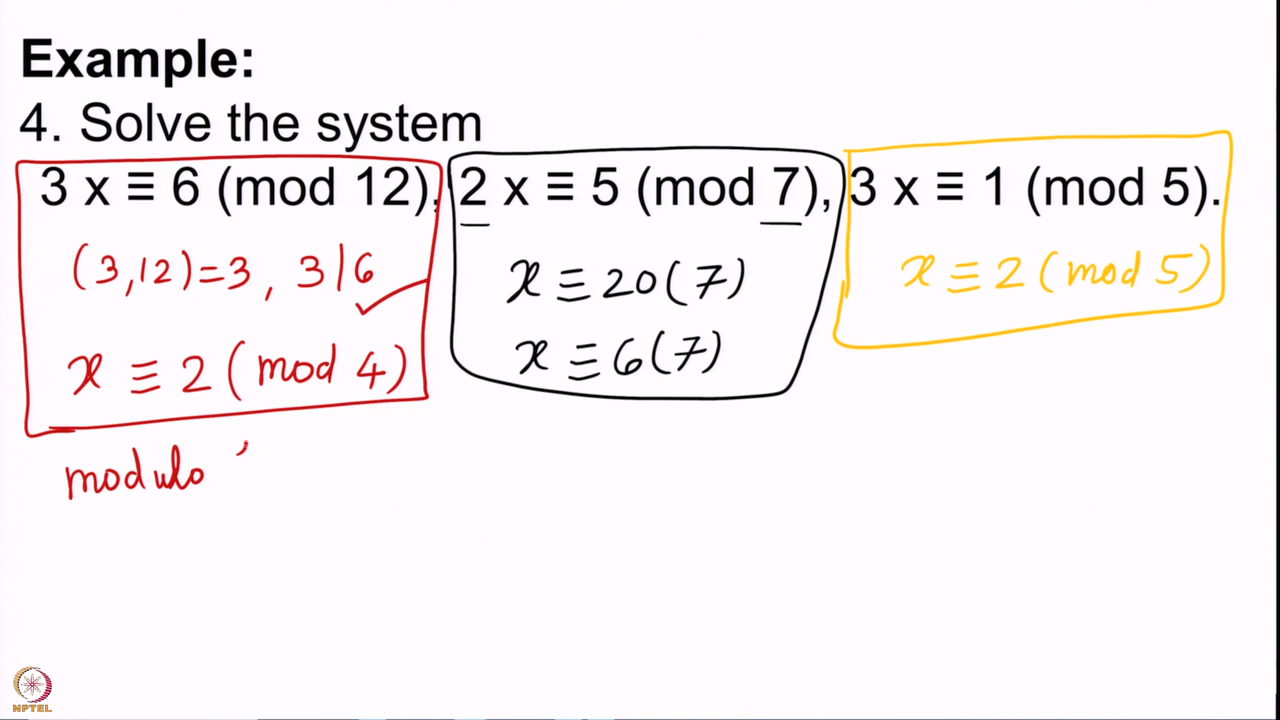 Example:
4. Solve the system
3 x ≡ 6 (mod 12), 2 x ≡ 5 (mod 7), 3 x ≡ 1 (mod 5).
(3,12)=3, 3|6
x ≡ 2 (mod 4)
x ≡ 20 (7)
x ≡ 6 (7)
x ≡ 2 (mod 5)
modulo
NPTEL